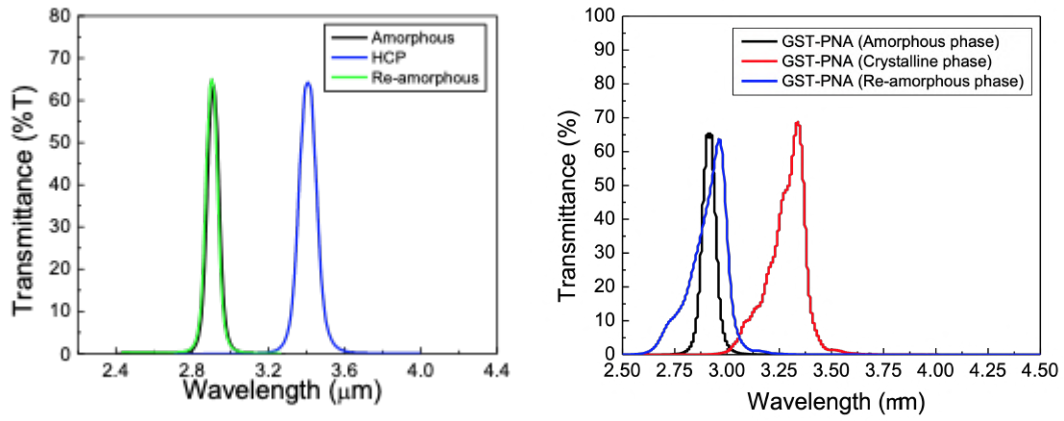 80
70
60
50
40
30
20
10
0
Transmittance (%T)
Amorphous
HCP
Re-amorphous
2.4 2.8 3.2 3.6 4.0 4.4
Wavelength (μm)
100
90
80
70
60
50
40
30
20
10
0
Transmittance (%)
GST-PNA (Amorphous phase)
GST-PNA (Crystalline phase)
GST-PNA (Re-amorphous phase)
2.50 2.75 3.00 3.25 3.50 3.75 4.00 4.25 4.50
Wavelength (mm)